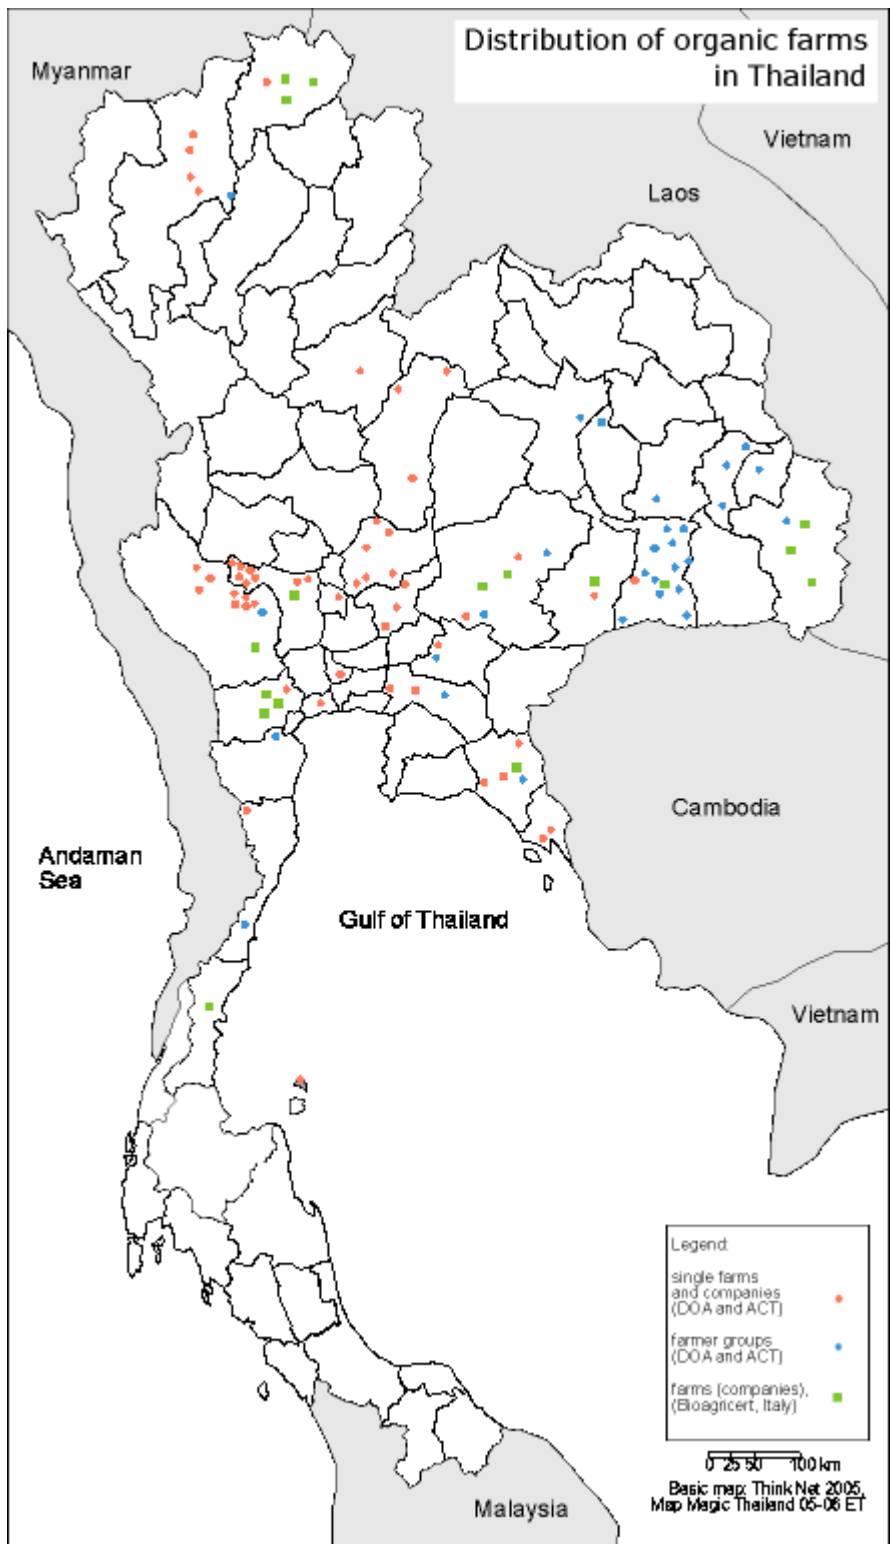 Distribution of organic farms
in Thailand
Myanmar
Vietnam
Laos
Cambodia
Andaman
Sea
Gulf of Thailand
Vietnam
Legend:
single farms
and companies
(DOA and ACT)
farmer groups
(DOA and ACT)
farms (companies),
(Bioagricert, Italy)
0 25 50 100 km
Basic map: Think Net 2005,
Map Magic Thailand 05-06 ET
Malaysia